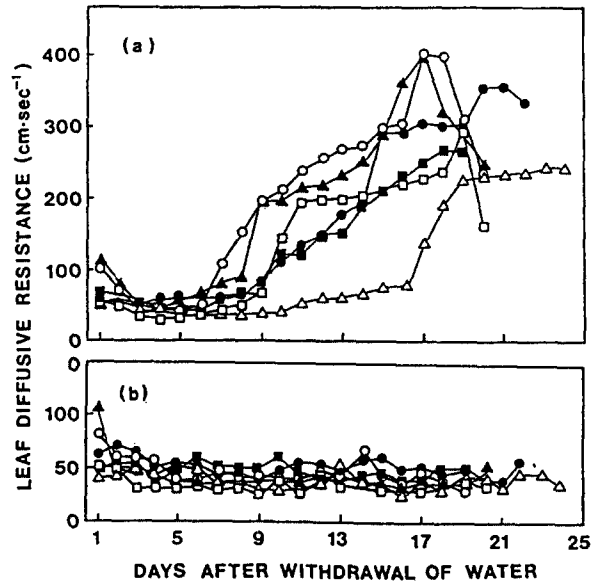 (a)
400
300
200
100
0
LEAF DIFFUSIVE RESISTANCE (cm·sec⁻¹)
0
(b)
100
50
0
1 5 9 13 17 21 25
DAYS AFTER WITHDRAWAL OF WATER